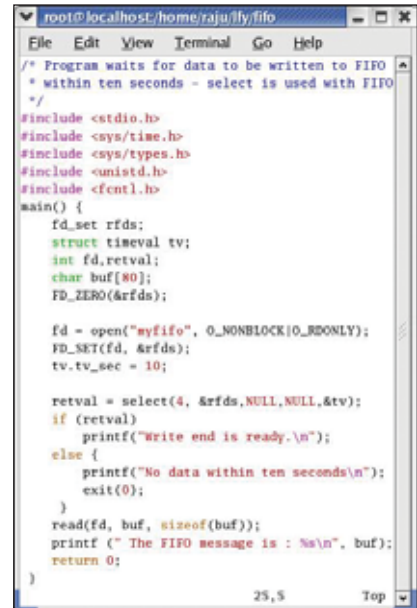 root@localhost:/home/raju/lfy/fifo
File Edit View Terminal Go Help
/* Program waits for data to be written to FIFO
* within ten seconds - select is used with FIFO
*/
#include <stdio.h>
#include <sys/time.h>
#include <sys/types.h>
#include <unistd.h>
#include <fcntl.h>
main() {
fd_set rfds;
struct timeval tv;
int fd,retval;
char buf[80];
FD_ZERO(&rfds);
fd = open("myfifo", O_NONBLOCK|O_RDONLY);
FD_SET(fd, &rfds);
tv.tv_sec = 10;
retval = select(4, &rfds,NULL,NULL,&tv);
if (retval)
printf("Write end is ready.\n");
else {
printf("No data within ten seconds\n");
exit(0);
}
read(fd, buf, sizeof(buf));
printf (" The FIFO message is : %s\n", buf);
return 0;
}
25,5 Top